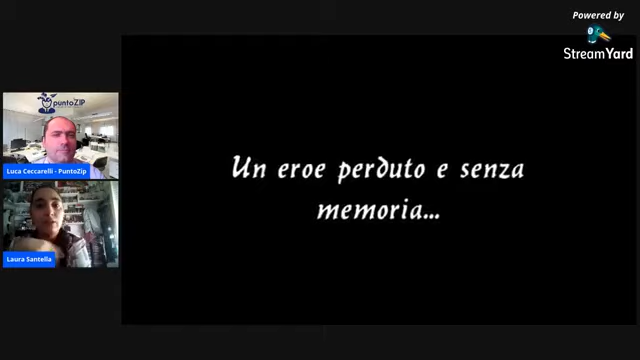 Powered by
StreamYard
puntoZIP
Luca Ceccarelli - PuntoZip
Laura Santella
Un eroe perduto e senza
memoria...